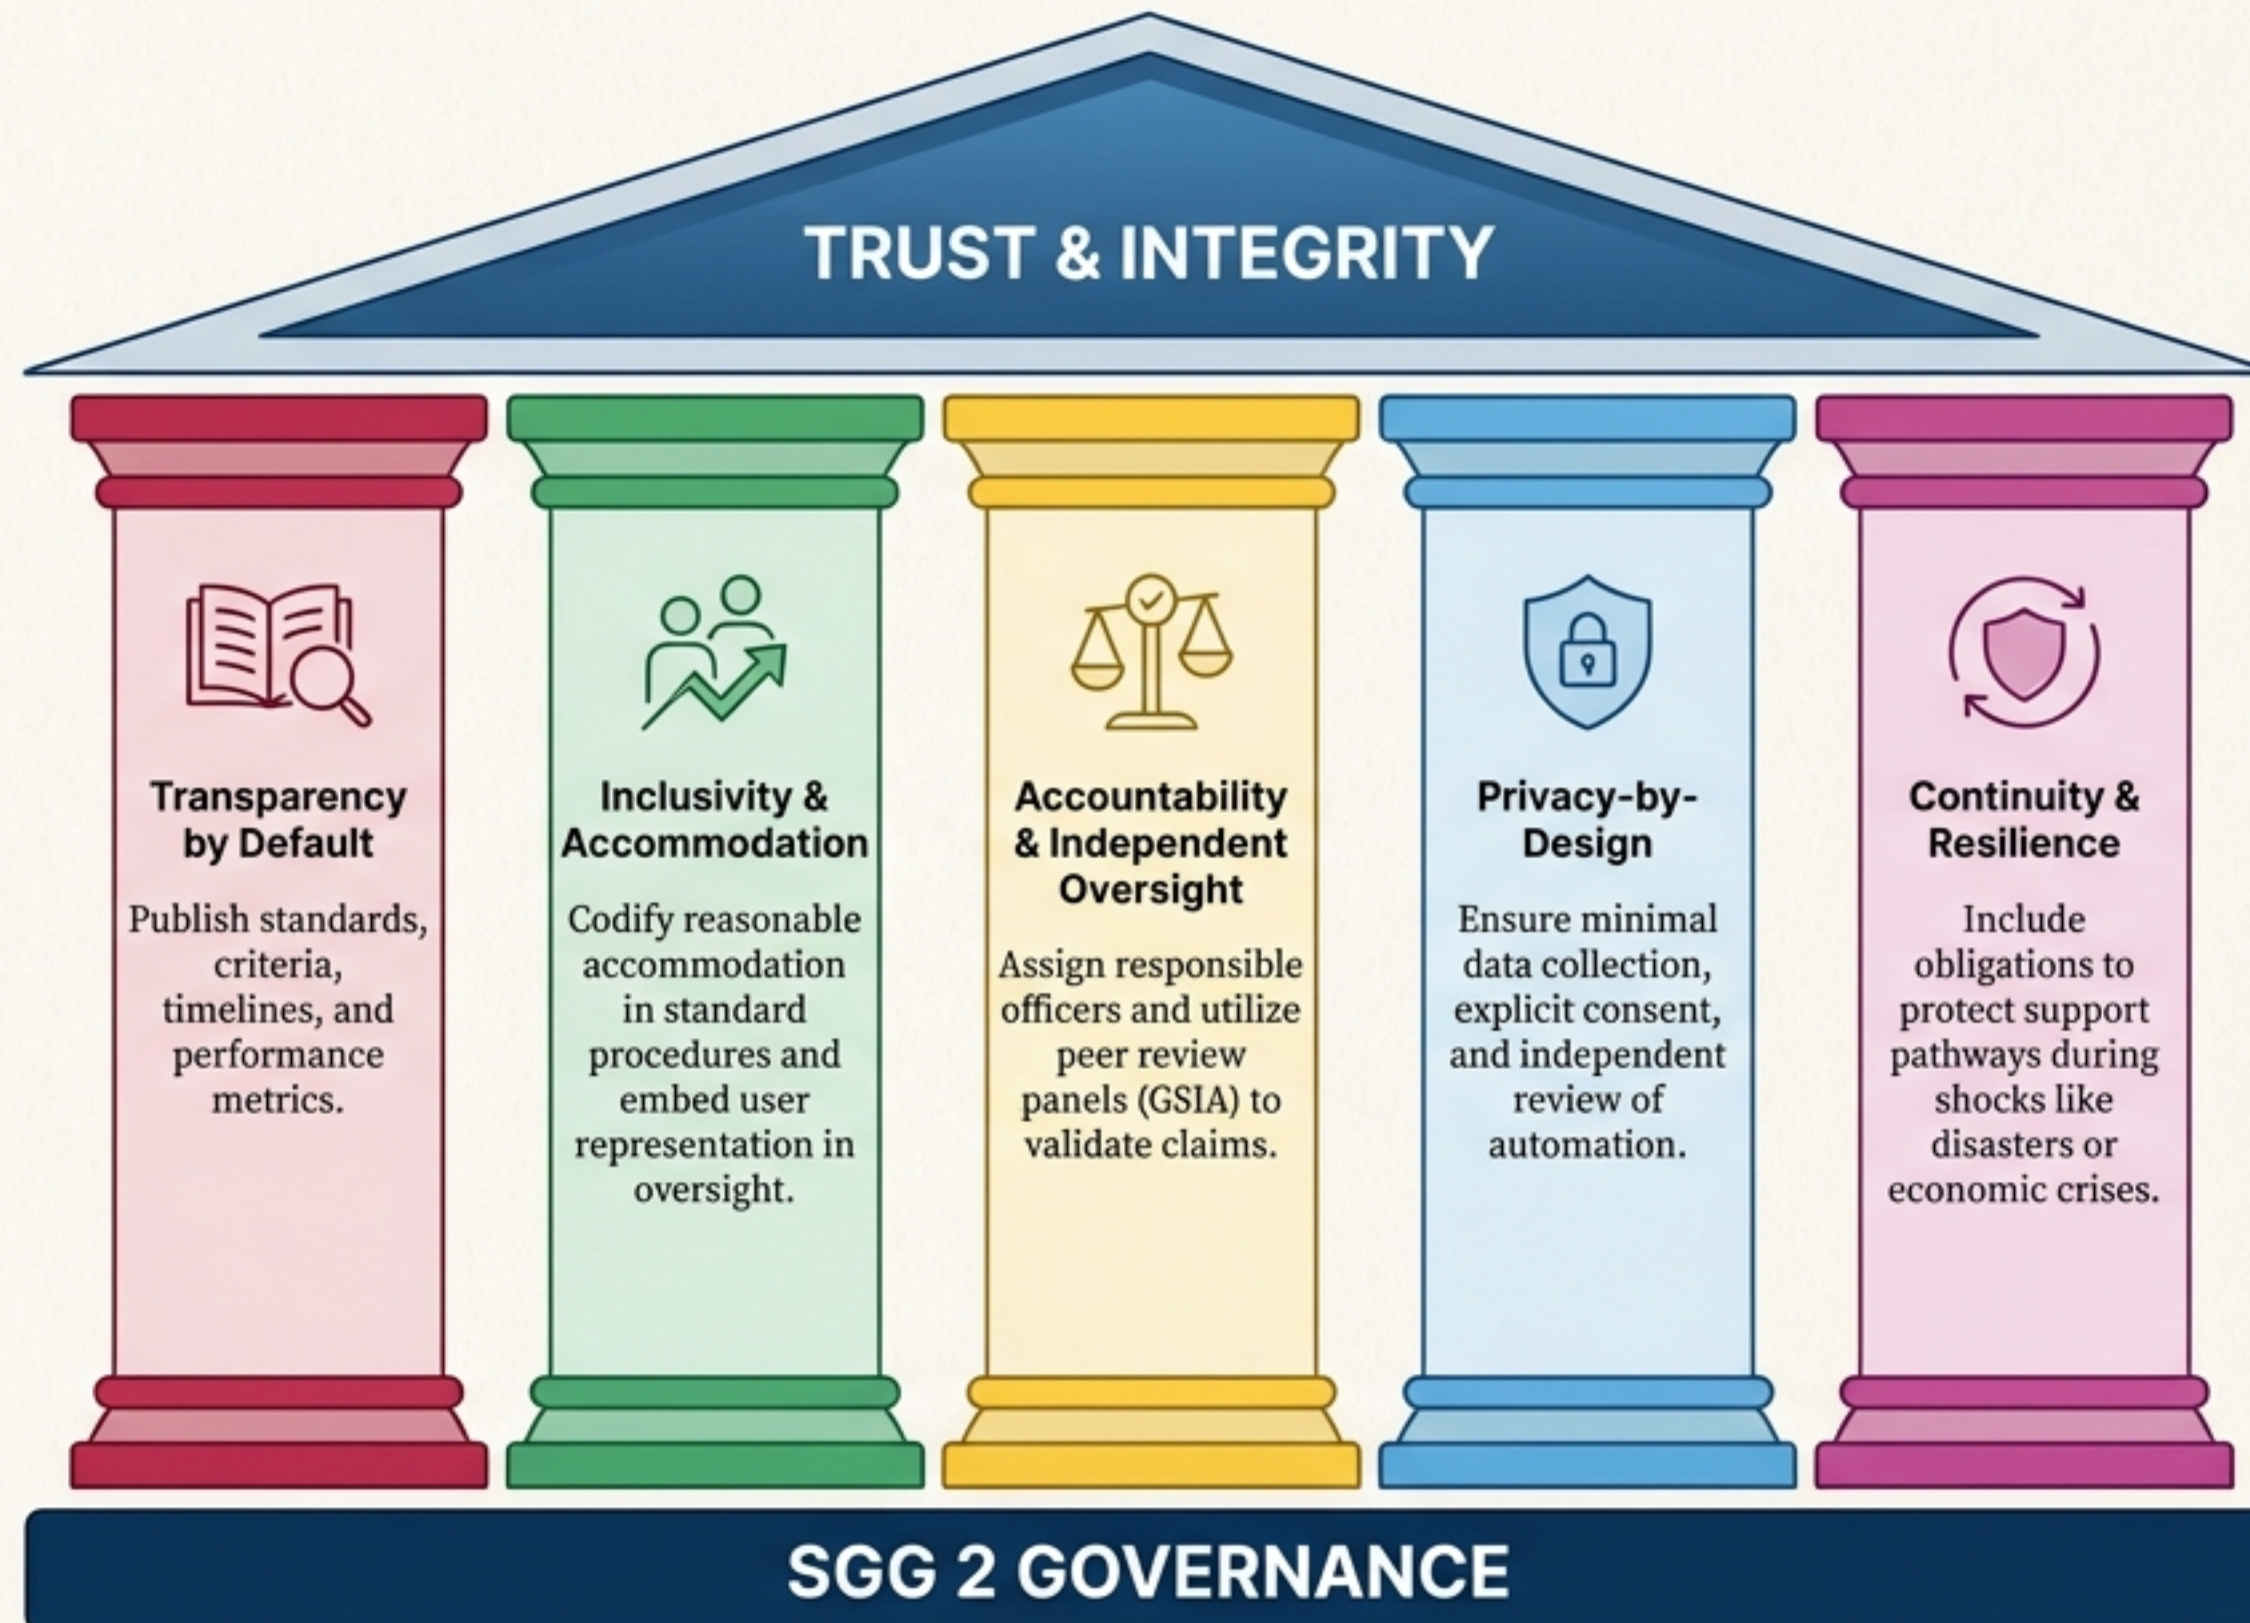 TRUST & INTEGRITY
Transparency
by Default
Publish standards,
criteria,
timelines, and
performance
metrics.
Inclusivity &
Accommodation
Codify reasonable
accommodation
in standard
procedures and
embed user
representation in
oversight.
Accountability
& Independent
Oversight
Assign responsible
officers and utilize
peer review
panels (GSIA) to
validate claims.
Privacy-by-
Design
Ensure minimal
data collection,
explicit consent,
and independent
review of
automation.
Continuity &
Resilience
Include
obligations to
protect support
pathways during
shocks like
disasters or
economic crises.
SGG 2 GOVERNANCE